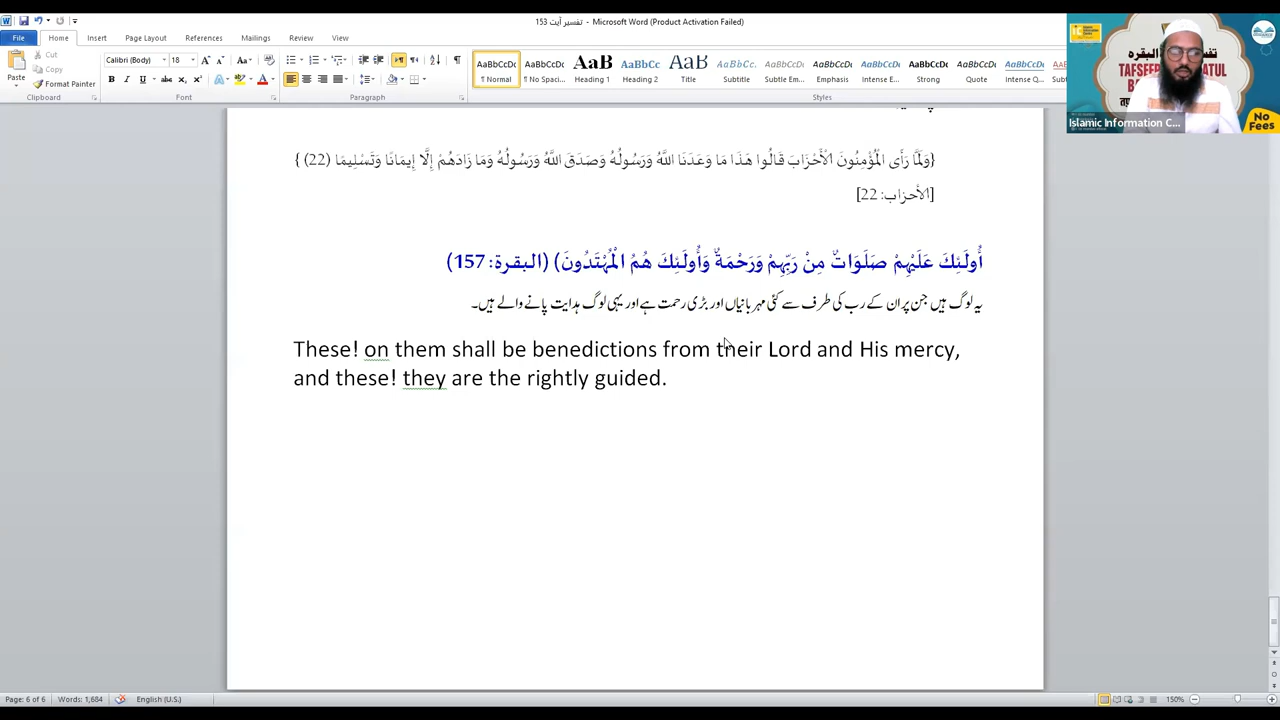 تفسير آیت 153 - Microsoft Word (Product Activation Failed)
File Home Insert Page Layout References Mailings Review View
Cut
Copy
Format Painter
Paste
Calibri (Body) 18
AaBbCcDc AaBbCcDc AaB AaBbCc AaB AaBbCc. AaBbCcDc AaBbCcDc AaBbCcDc AaBbCcDc AaBbCcDc AaBbCcDc
¶ Normal ¶ No Spaci... Heading 1 Heading 2 Title Subtitle Subtle Em... Emphasis Intense E... Strong Quote Intense Q...
Clipboard Font Paragraph Styles
تفسير
البقره
TAFSEER
Islamic Information C...
No Fees
{وَلَمَّا رَأَى الْمُؤْمِنُونَ الْأَحْزَابَ قَالُوا هَذَا مَا وَعَدَنَا اللَّهُ وَرَسُولُهُ وَصَدَقَ اللَّهُ وَرَسُولُهُ وَمَا زَادَهُمْ إِلَّا إِيمَانًا وَتَسْلِيمًا (22) }
[الأحزاب: 22]
أُولَئِكَ عَلَيْهِمْ صَلَوَاتٌ مِنْ رَبِّهِمْ وَرَحْمَةٌ وَأُولَئِكَ هُمُ الْمُهْتَدُونَ) (البقرة: 157)
یہ لوگ ہیں جن پر ان کے رب کی طرف سے کئی مہربانیاں اور بڑی رحمت ہے اور یہی لوگ ہدایت پانے والے ہیں۔
These! on them shall be benedictions from their Lord and His mercy,
and these! they are the rightly guided.
Page: 6 of 6 Words: 1,684 English (U.S.) 150%